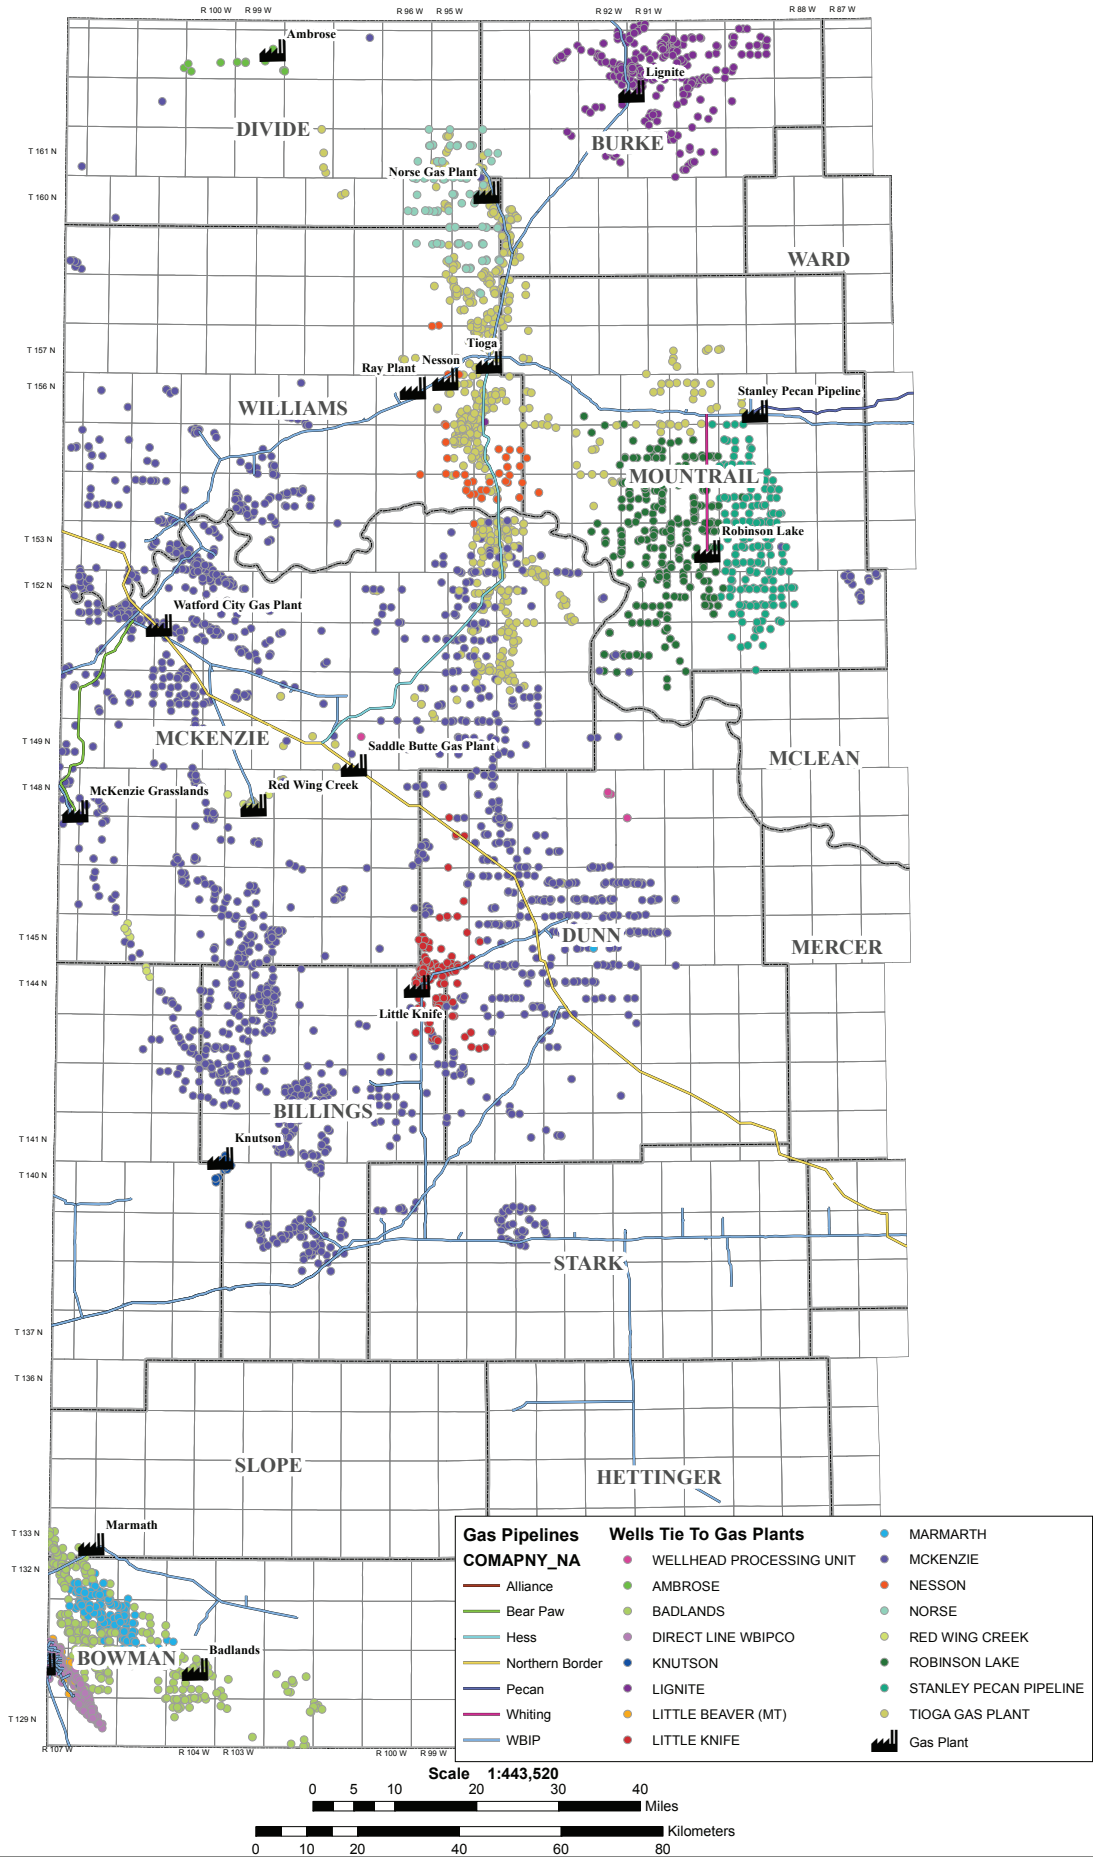 R 100 W R 99 W R 96 W R 95 W R 92 W R 91 W R 88 W R 87 W
Ambrose
Lignite
DIVIDE
BURKE
T 161 N
Norse Gas Plant
T 160 N
WARD
Tioga
T 157 N
Nesson
Ray Plant
T 156 N
Stanley Pecan Pipeline
WILLIAMS
MOUNTRAIL
Robinson Lake
T 153 N
T 152 N
Watford City Gas Plant
MCKENZIE
T 149 N
Saddle Butte Gas Plant
MCLEAN
T 148 N
Red Wing Creek
McKenzie Grasslands
T 145 N
DUNN
MERCER
T 144 N
Little Knife
BILLINGS
T 141 N
Knutson
T 140 N
STARK
T 137 N
T 136 N
SLOPE
HETTINGER
Marmath
T 133 N
T 132 N
BOWMAN
Badlands
T 129 N
R 107 W R 104 W R 103 W R 100 W R 99 W
Gas Pipelines
COMAPNY_NA
Alliance
Bear Paw
Hess
Northern Border
Pecan
Whiting
WBIP
Wells Tie To Gas Plants
WELLHEAD PROCESSING UNIT
AMBROSE
BADLANDS
DIRECT LINE WBIPCO
KNUTSON
LIGNITE
LITTLE BEAVER (MT)
LITTLE KNIFE
MARMARTH
MCKENZIE
NESSON
NORSE
RED WING CREEK
ROBINSON LAKE
STANLEY PECAN PIPELINE
TIOGA GAS PLANT
Gas Plant
Scale 1:443,520
0 5 10 20 30 40
Miles
Kilometers
0 10 20 40 60 80